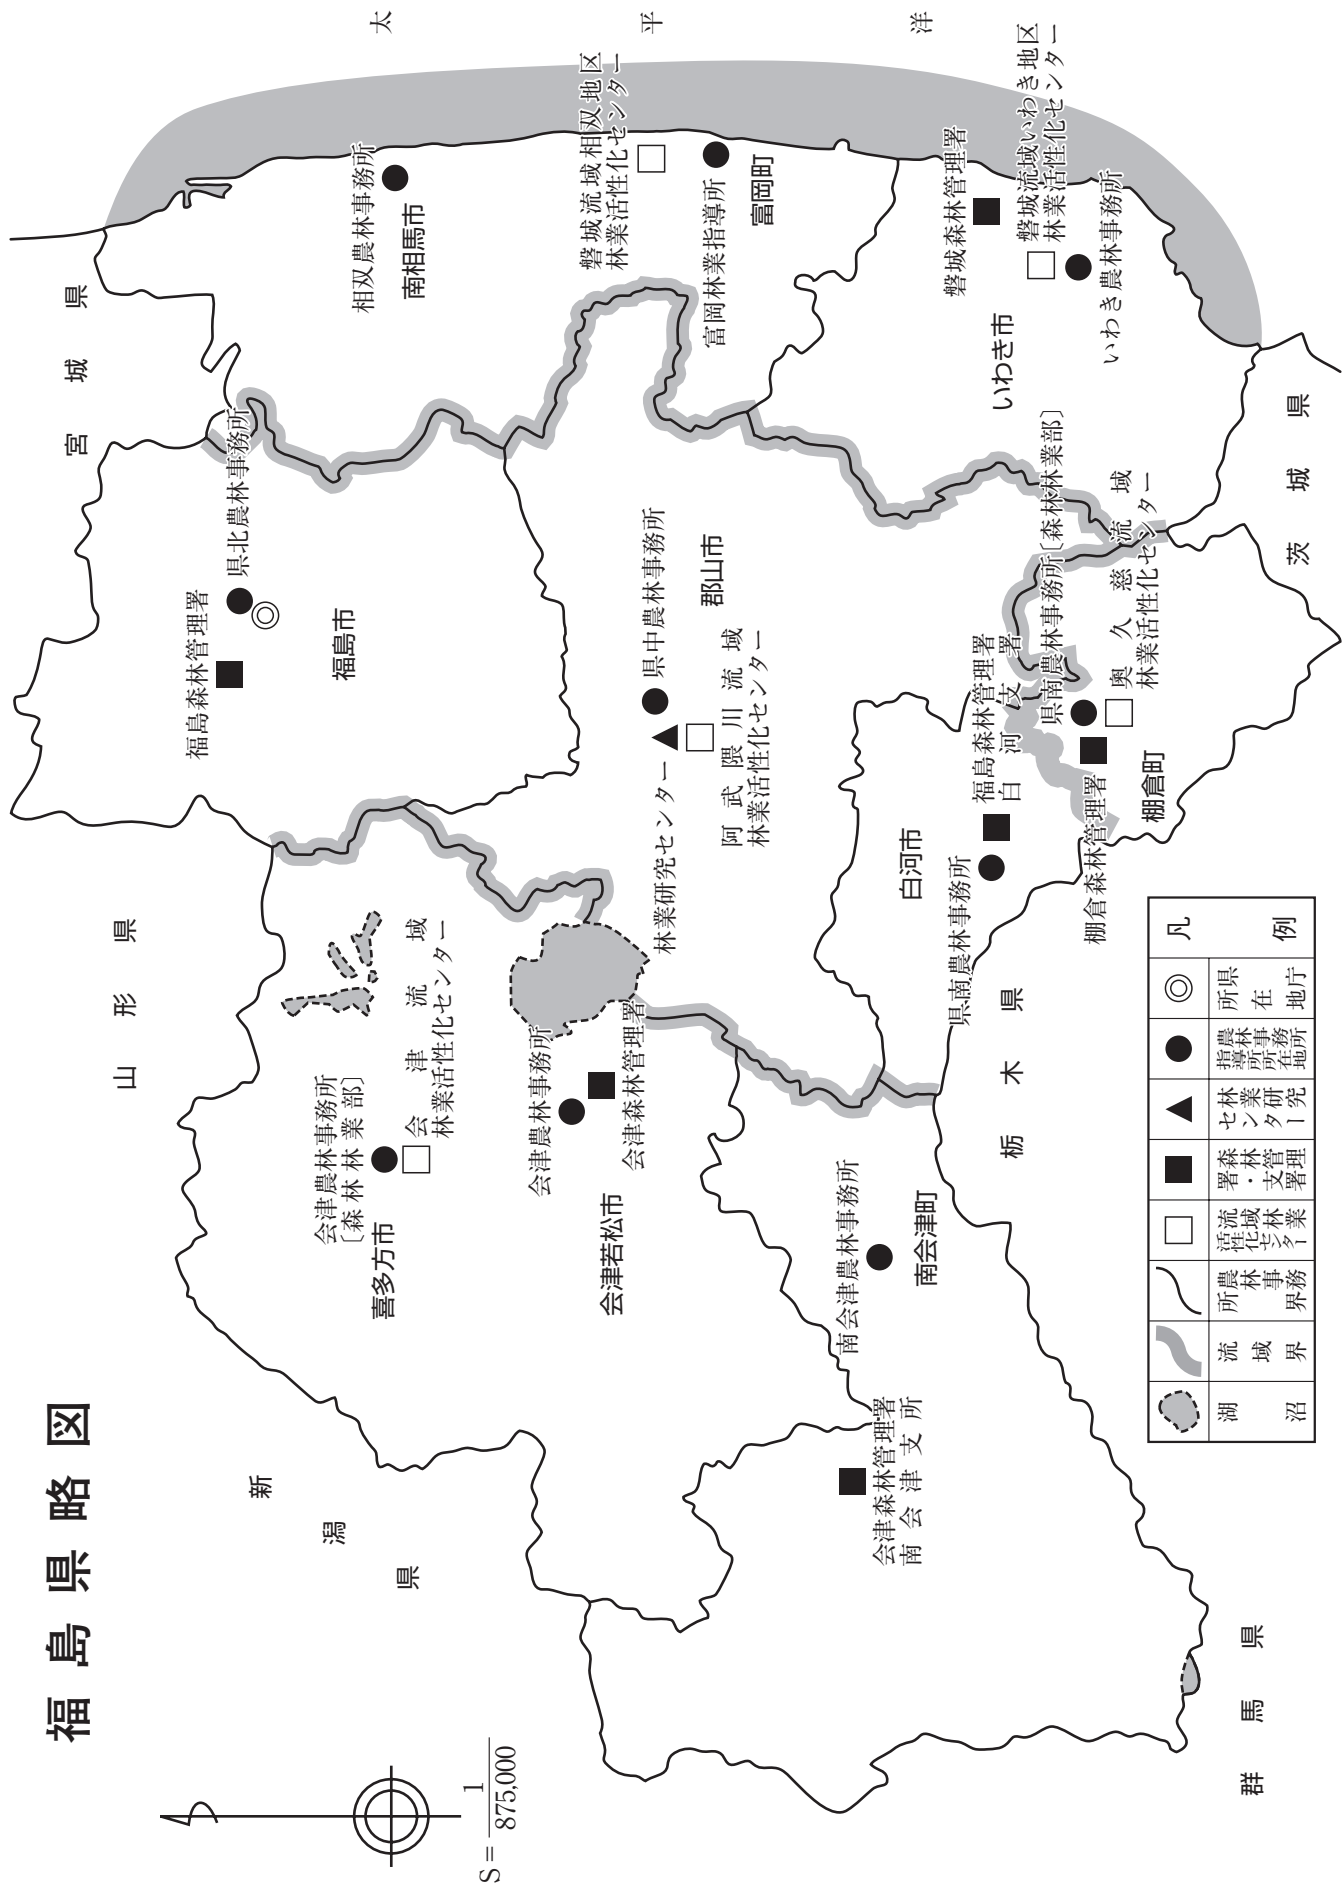 福島県略図
S＝1/875,000
新潟県
山形県
宮城県
太平洋
福島森林管理署
県北農林事務所
福島市
相双農林事務所
南相馬市
磐城流域相双地区
林業活性化センター
富岡林業指導所
富岡町
会津農林事務所
〔森林林業部〕
喜多方市
会津流域
林業活性化センター
会津農林事務所
会津森林管理署
会津若松市
林業研究センター
県中農林事務所
郡山市
阿武隈川流域
林業活性化センター
南会津農林事務所
南会津町
会津森林管理署
南会津支所
白河市
県南農林事務所
福島森林管理署
白河支署
県南農林事務所〔森林林業部〕
奥久慈流域
林業活性化センター
棚倉森林管理署
棚倉町
磐城森林管理署
磐城流域いわき地区
林業活性化センター
いわき農林事務所
いわき市
群馬県
栃木県
茨城県
凡例
県庁所在地
農林事務所指導所所在地
林業研究センター
森林管理署・支署
流域林業活性化センター
農林事務所界
流域界
湖沼